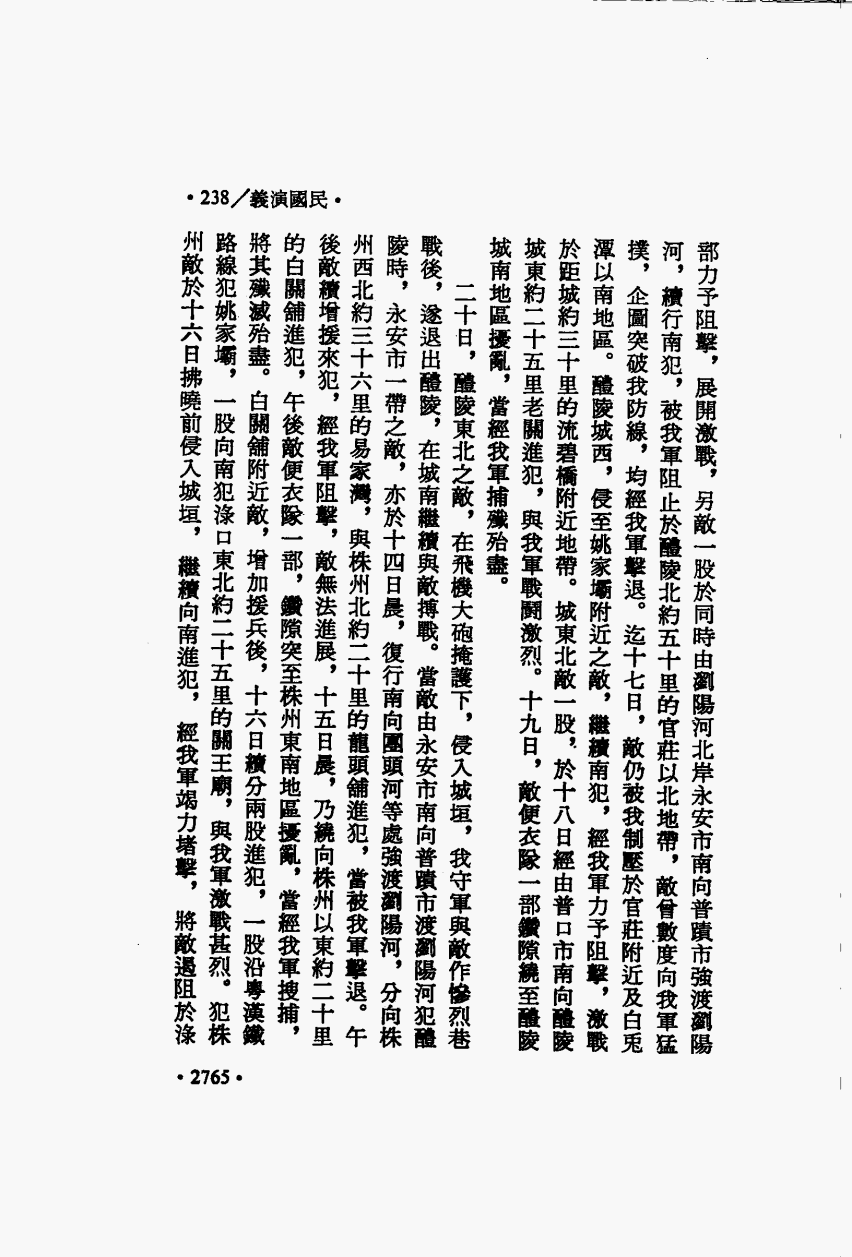 •238／義演國民•
部力予阻擊，展開激戰，另敵一股於同時由瀏陽河北岸永安市南向普蹟市強渡瀏陽
河，續行南犯，被我軍阻止於醴陵北約五十里的官莊以北地帶，敵曾數度向我軍猛
撲，企圖突破我防線，均經我軍擊退。迄十七日，敵仍被我制壓於官莊附近及白兎
潭以南地區。醴陵城西，侵至姚家壩附近之敵，繼續南犯，經我軍力予阻擊，激戰
於距城約三十里的流碧橋附近地帶。城東北敵一股，於十八日經由普口市南向醴陵
城東約二十五里老關進犯，與我軍戰鬪激烈。十九日，敵便衣隊一部鑽隙繞至醴陵
城南地區擾亂，當經我軍捕殲殆盡。
二十日，醴陵東北之敵，在飛機大砲掩護下，侵入城垣，我守軍與敵作慘烈巷
戰後，遂退出醴陵，在城南繼續與敵搏戰。當敵由永安市南向普蹟市渡瀏陽河犯醴
陵時，永安市一帶之敵，亦於十四日晨，復行南向團頭河等處強渡瀏陽河，分向株
州西北約三十六里的易家灣，與株州北約二十里的龍頭舖進犯，當被我軍擊退。午
後敵續增援來犯，經我軍阻擊，敵無法進展，十五日晨，乃繞向株州以東約二十里
的白關舖進犯，午後敵便衣隊一部，鑽隙突至株州東南地區擾亂，當經我軍搜捕，
將其殲滅殆盡。白關舖附近敵，增加援兵後，十六日續分兩股進犯，一股沿粵漢鐵
路線犯姚家壩，一股向南犯淥口東北約二十五里的關王廟，與我軍激戰甚烈。犯株
州敵於十六日拂曉前侵入城垣，繼續向南進犯，經我軍竭力堵擊，將敵遏阻於淥
•2765•